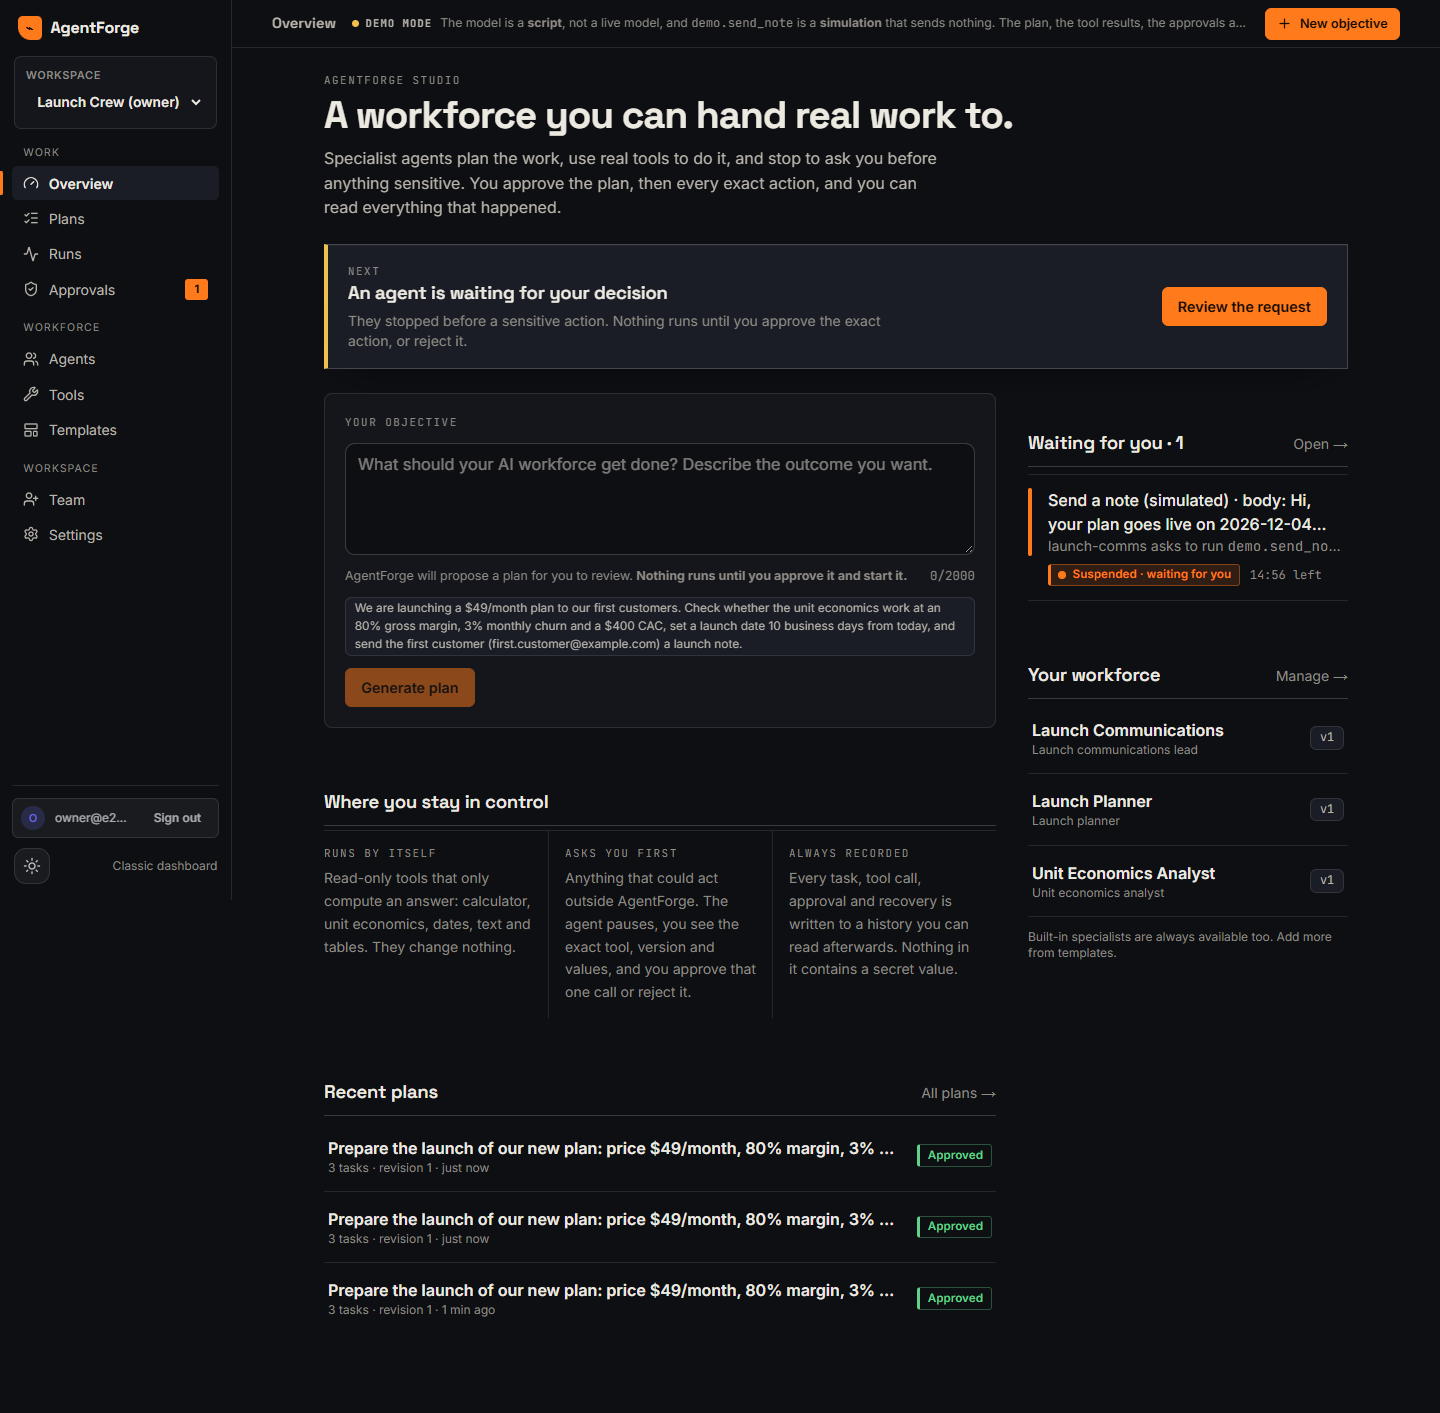 AgentForge
WORKSPACE
Launch Crew (owner)
WORK
Overview
Plans
Runs
Approvals
1
WORKFORCE
Agents
Tools
Templates
WORKSPACE
Team
Settings
O
owner@e2...
Sign out
Classic dashboard
Overview
DEMO MODE The model is a script, not a live model, and demo.send_note is a simulation that sends nothing. The plan, the tool results, the approvals a...
+ New objective
AGENTFORGE STUDIO
A workforce you can hand real work to.
Specialist agents plan the work, use real tools to do it, and stop to ask you before
anything sensitive. You approve the plan, then every exact action, and you can
read everything that happened.
NEXT
An agent is waiting for your decision
They stopped before a sensitive action. Nothing runs until you approve the exact
action, or reject it.
Review the request
YOUR OBJECTIVE
What should your AI workforce get done? Describe the outcome you want.
AgentForge will propose a plan for you to review. Nothing runs until you approve it and start it.
0/2000
We are launching a $49/month plan to our first customers. Check whether the unit economics work at an
80% gross margin, 3% monthly churn and a $400 CAC, set a launch date 10 business days from today, and
send the first customer (first.customer@example.com) a launch note.
Generate plan
Where you stay in control
RUNS BY ITSELF
Read-only tools that only
compute an answer: calculator,
unit economics, dates, text and
tables. They change nothing.
ASKS YOU FIRST
Anything that could act
outside AgentForge. The
agent pauses, you see the
exact tool, version and
values, and you approve that
one call or reject it.
ALWAYS RECORDED
Every task, tool call,
approval and recovery is
written to a history you can
read afterwards. Nothing in
it contains a secret value.
Recent plans
All plans →
Prepare the launch of our new plan: price $49/month, 80% margin, 3% ...
3 tasks · revision 1 · just now
Approved
Prepare the launch of our new plan: price $49/month, 80% margin, 3% ...
3 tasks · revision 1 · just now
Approved
Prepare the launch of our new plan: price $49/month, 80% margin, 3% ...
3 tasks · revision 1 · 1 min ago
Approved
Waiting for you · 1
Open →
Send a note (simulated) · body: Hi,
your plan goes live on 2026-12-04...
launch-comms asks to run demo.send_no...
Suspended · waiting for you
14:56 left
Your workforce
Manage →
Launch Communications
Launch communications lead
v1
Launch Planner
Launch planner
v1
Unit Economics Analyst
Unit economics analyst
v1
Built-in specialists are always available too. Add more
from templates.